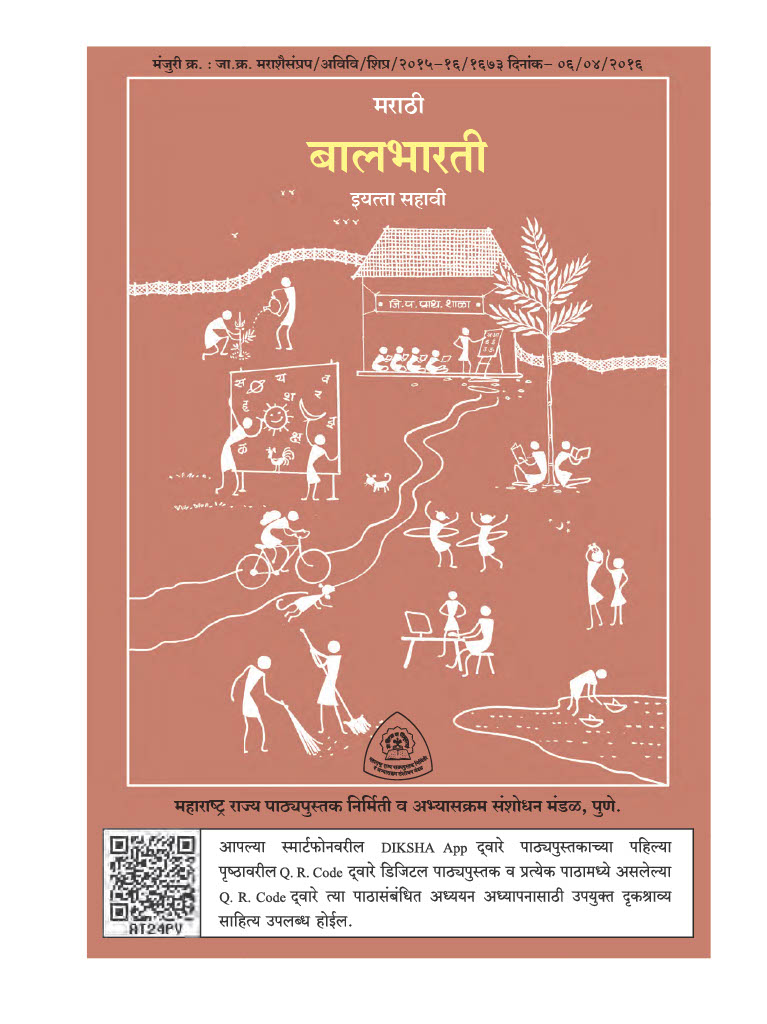 मंजुरी क्र. : जा.क्र. मराशैसंप्रप/अविवि/शिप्र/२०१५-१६/१६७३ दिनांक- ०६/०४/२०१६
मराठी
बालभारती
इयत्ता सहावी
जि.प.प्राथ.शाळा
स य व
ह श र
क्ष झ
ळ
महाराष्ट्र राज्य पाठ्यपुस्तक निर्मिती व अभ्यासक्रम संशोधन मंडळ, पुणे.
आपल्या स्मार्टफोनवरील DIKSHA App द्वारे पाठ्यपुस्तकाच्या पहिल्या
पृष्ठावरील Q. R. Code द्वारे डिजिटल पाठ्यपुस्तक व प्रत्येक पाठामध्ये असलेल्या
Q. R. Code द्वारे त्या पाठासंबंधित अध्ययन अध्यापनासाठी उपयुक्त दृकश्राव्य
साहित्य उपलब्ध होईल.
AT24PV